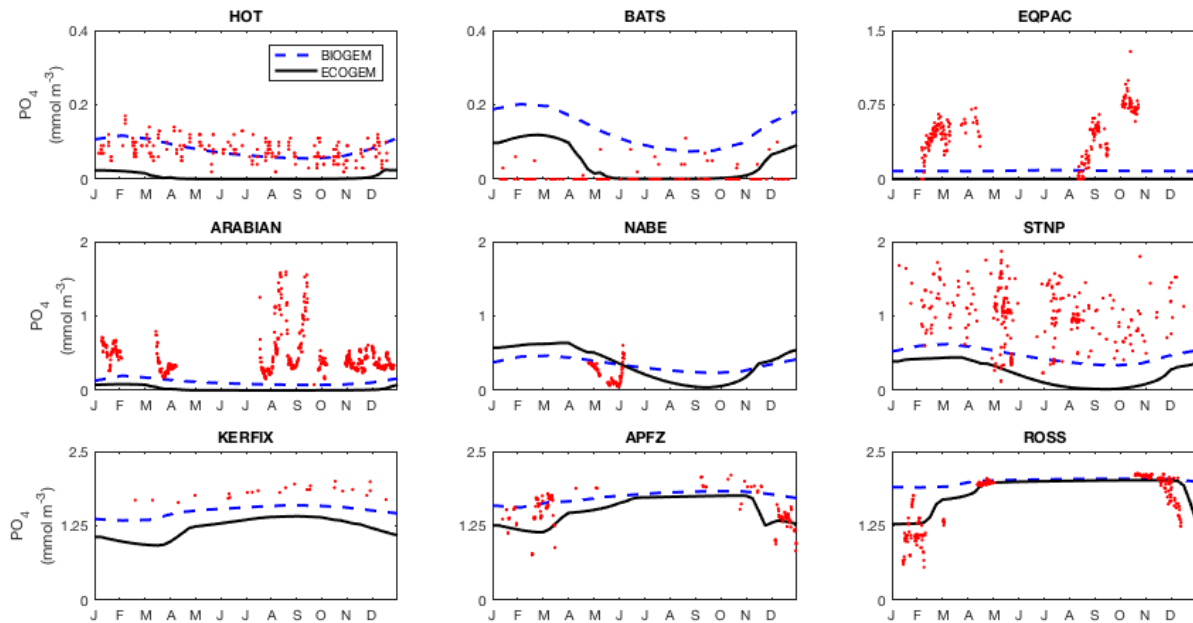 HOT
BATS
EQPAC
0.4
0.2
0
PO4
(mmol m-3)
BIOGEM
ECOGEM
J F M A M J J A S O N D
0.4
0.2
0
J F M A M J J A S O N D
1.5
0.75
0
J F M A M J J A S O N D
ARABIAN
NABE
STNP
2
1
0
PO4
(mmol m-3)
J F M A M J J A S O N D
2
1
0
J F M A M J J A S O N D
2
1
0
J F M A M J J A S O N D
KERFIX
APFZ
ROSS
2.5
1.25
0
PO4
(mmol m-3)
J F M A M J J A S O N D
2.5
1.25
0
J F M A M J J A S O N D
2.5
1.25
0
J F M A M J J A S O N D